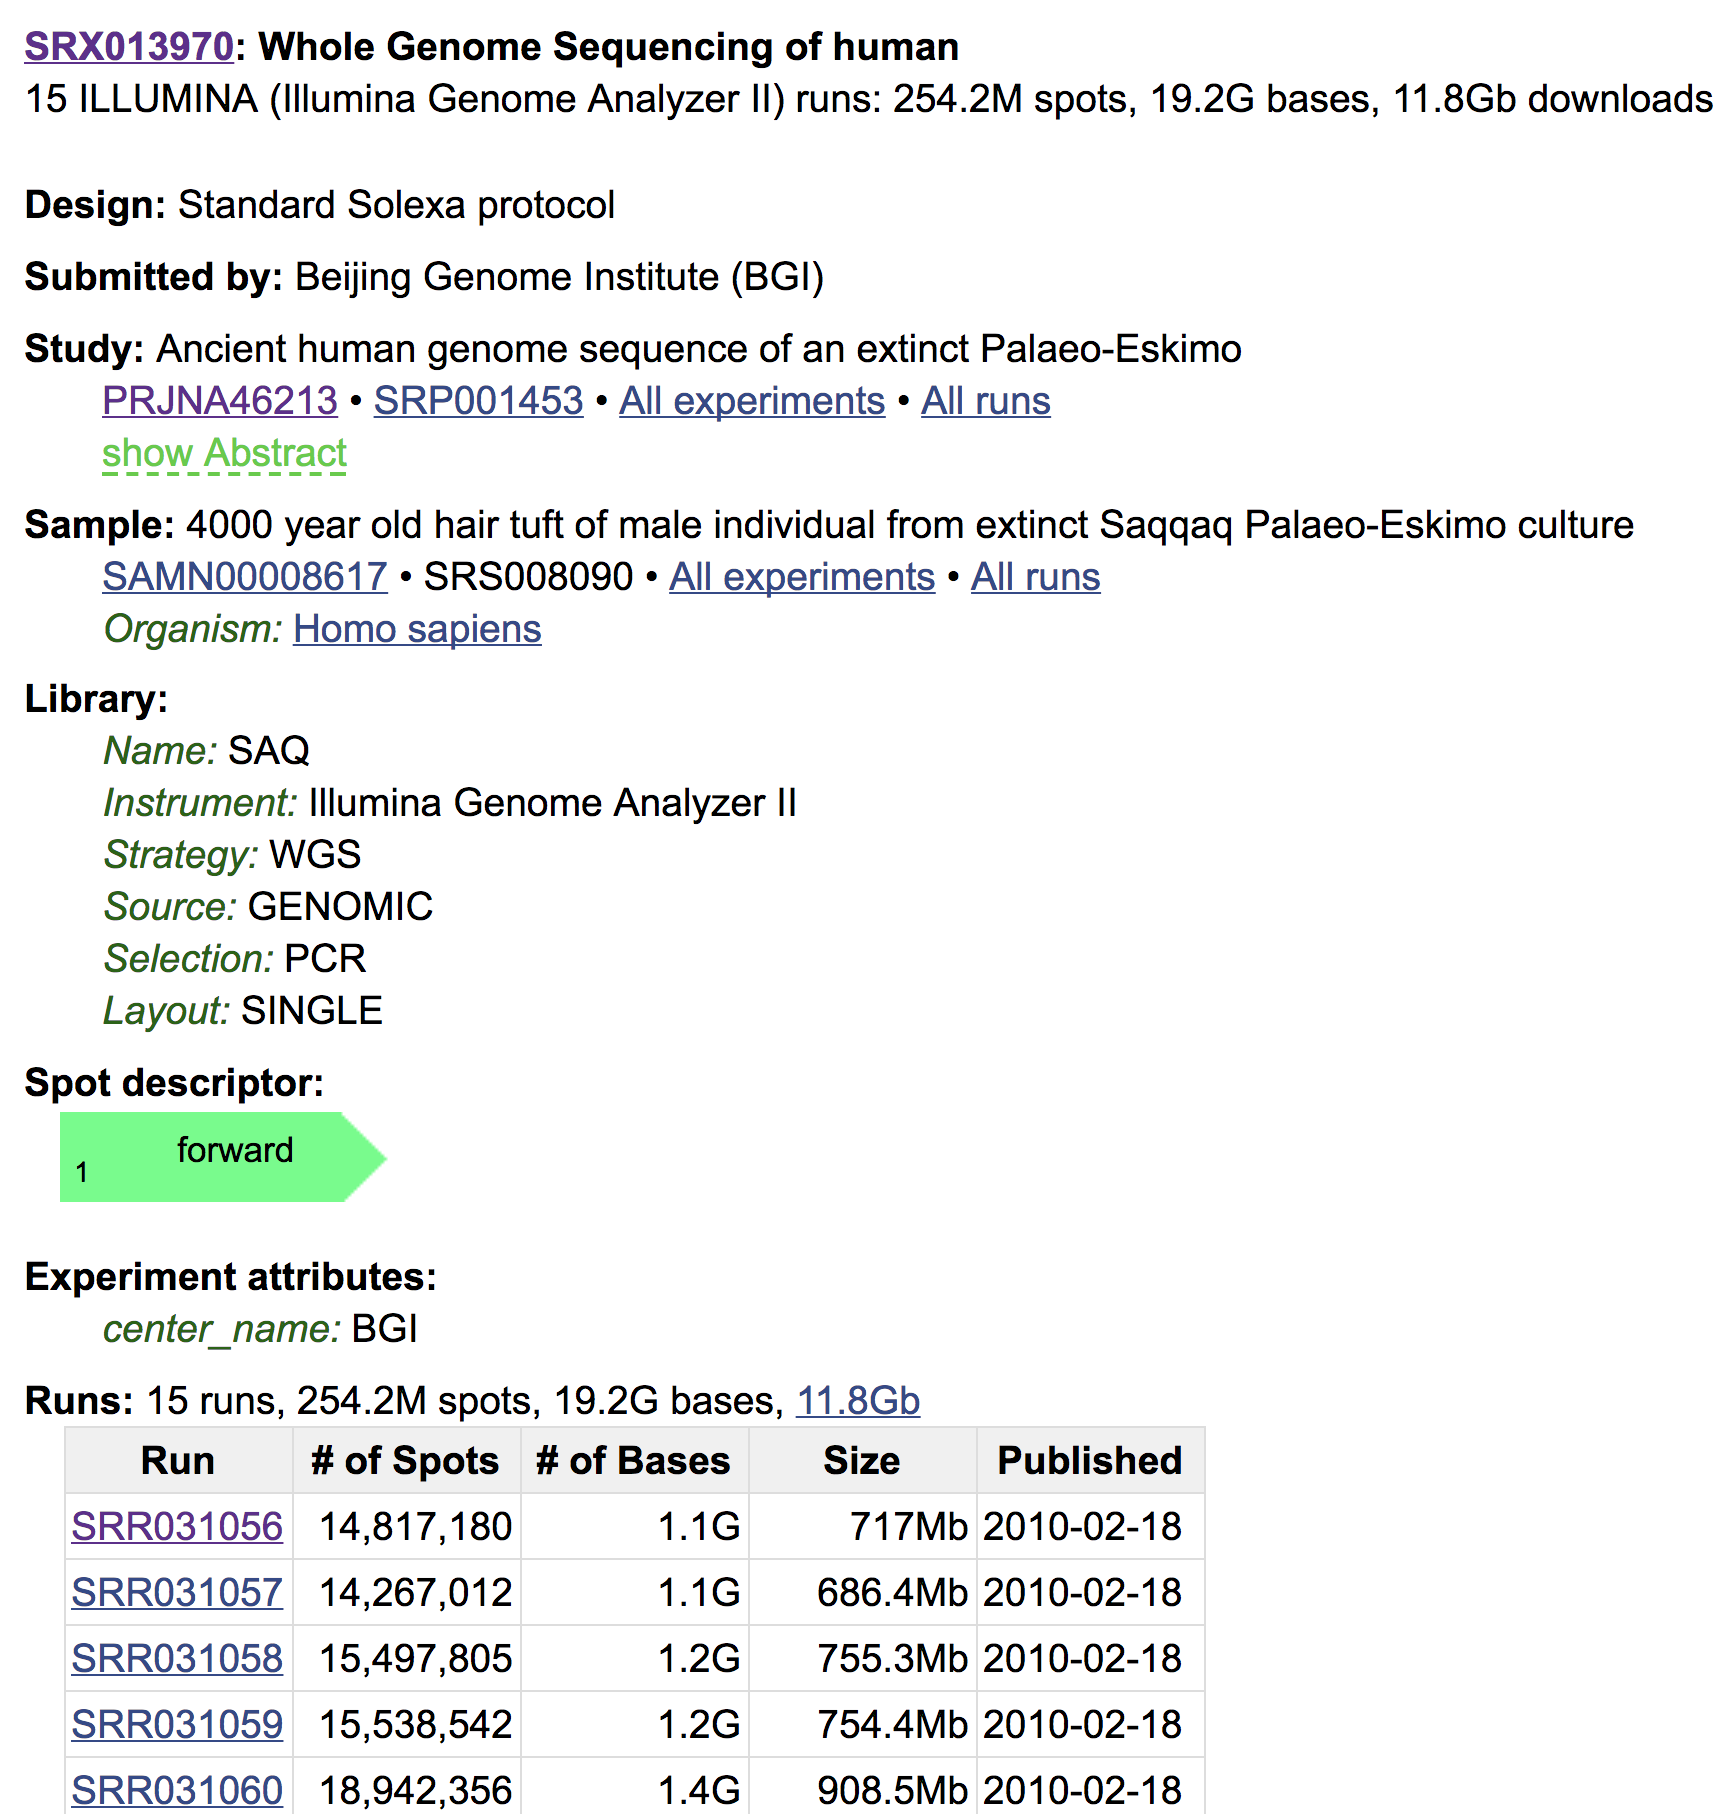 SRX013970: Whole Genome Sequencing of human
15 ILLUMINA (Illumina Genome Analyzer II) runs: 254.2M spots, 19.2G bases, 11.8Gb downloads
Design: Standard Solexa protocol
Submitted by: Beijing Genome Institute (BGI)
Study: Ancient human genome sequence of an extinct Palaeo-Eskimo
PRJNA46213 • SRP001453 • All experiments • All runs
show Abstract
Sample: 4000 year old hair tuft of male individual from extinct Saqqaq Palaeo-Eskimo culture
SAMN00008617 • SRS008090 • All experiments • All runs
Organism: Homo sapiens
Library:
Name: SAQ
Instrument: Illumina Genome Analyzer II
Strategy: WGS
Source: GENOMIC
Selection: PCR
Layout: SINGLE
Spot descriptor:
forward
1
Experiment attributes:
center_name: BGI
Runs: 15 runs, 254.2M spots, 19.2G bases, 11.8Gb
Run # of Spots # of Bases Size Published
SRR031056 14,817,180 1.1G 717Mb 2010-02-18
SRR031057 14,267,012 1.1G 686.4Mb 2010-02-18
SRR031058 15,497,805 1.2G 755.3Mb 2010-02-18
SRR031059 15,538,542 1.2G 754.4Mb 2010-02-18
SRR031060 18,942,356 1.4G 908.5Mb 2010-02-18